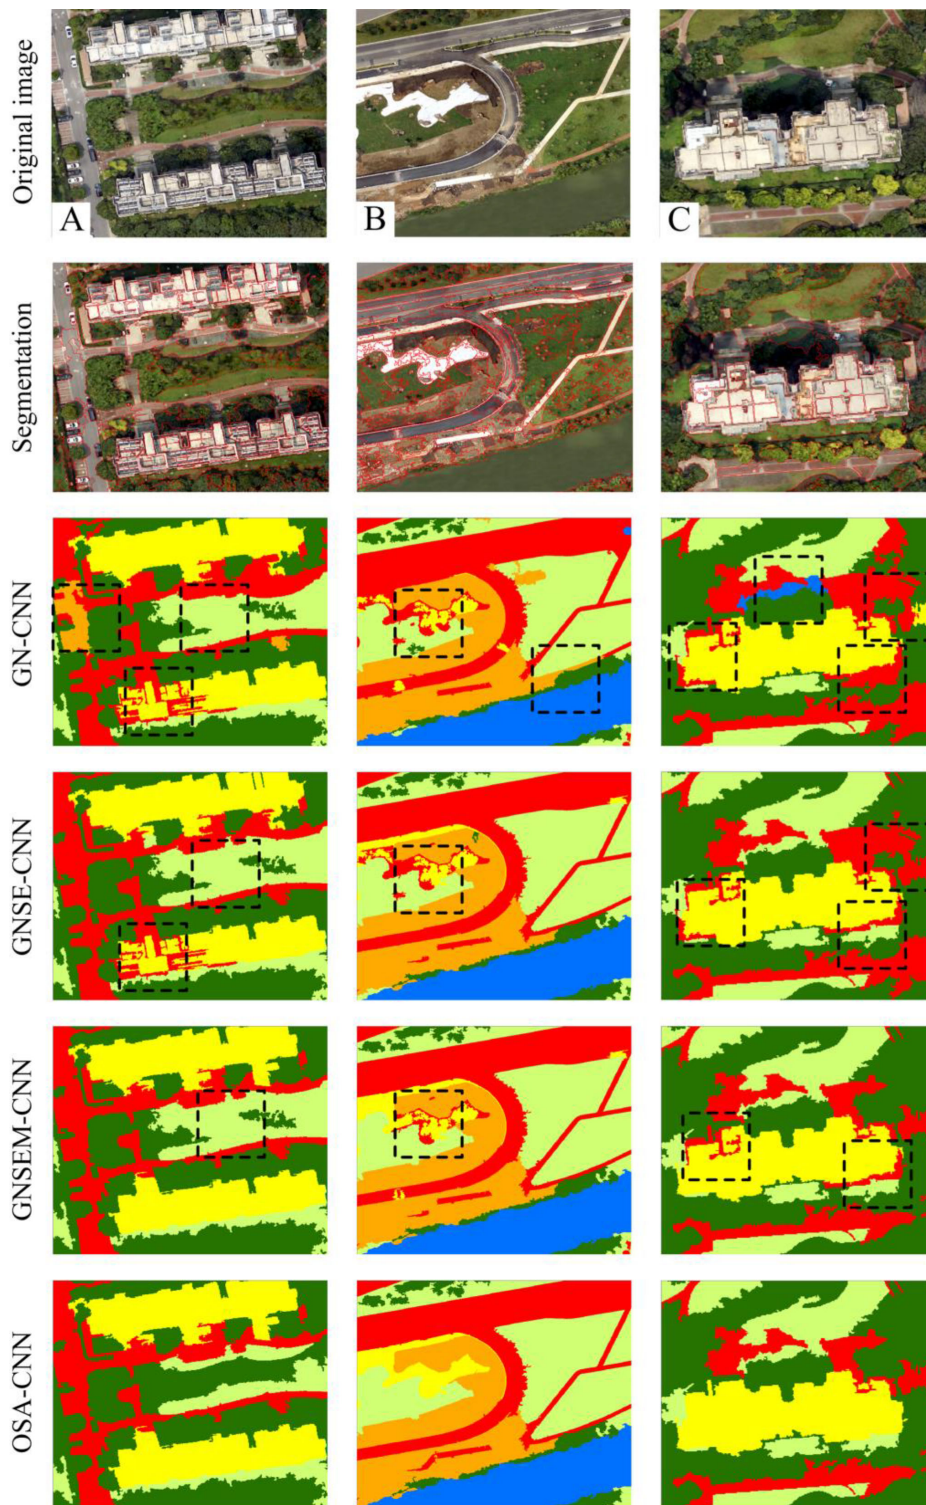 Original image
A
B
C
Segmentation
GN-CNN
GNSE-CNN
GNSEM-CNN
OSA-CNN